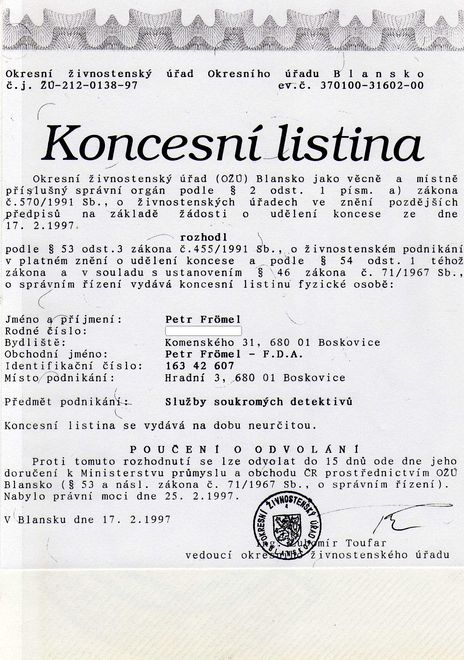 Okresní živnostenský úřad Okresního úřadu Blansko
č.j. ŽÚ-212-0138-97 ev.č. 370100-31602-00
Koncesní listina
Okresní živnostenský úřad (OŽÚ) Blansko jako věcně a místně
příslušný správní orgán podle § 2 odst. 1 písm. a) zákona
č.570/1991 Sb., o živnostenských úřadech ve znění pozdějších
předpisů na základě žádosti o udělení koncese ze dne
17. 2.1997.
rozhodl
podle § 53 odst.3 zákona č.455/1991 Sb., o živnostenském podnikání
v platném znění o udělení koncese a podle § 54 odst. 1 téhož
zákona a v souladu s ustanovením § 46 zákona č. 71/1967 Sb.,
o správním řízení vydává koncesní listinu fyzické osobě:
Jméno a příjmení: Petr Frömel
Rodné číslo:
Bydliště: Komenského 31, 680 01 Boskovice
Obchodní jméno: Petr Frömel - F.D.A.
Identifikační číslo: 163 42 607
Místo podnikání: Hradní 3, 680 01 Boskovice
Předmět podnikání: Služby soukromých detektivů
Koncesní listina se vydává na dobu neurčitou.
POUČENÍ O ODVOLÁNÍ
Proti tomuto rozhodnutí se lze odvolat do 15 dnů ode dne jeho
doručení k Ministerstvu průmyslu a obchodu ČR prostřednictvím OŽÚ
Blansko (§ 53 a násl. zákona č. 71/1967 Sb., o správním řízení).
Nabylo právní moci dne 25. 2.1997.
V Blansku dne 17. 2.1997
Toufar
vedoucí živnostenského úřadu